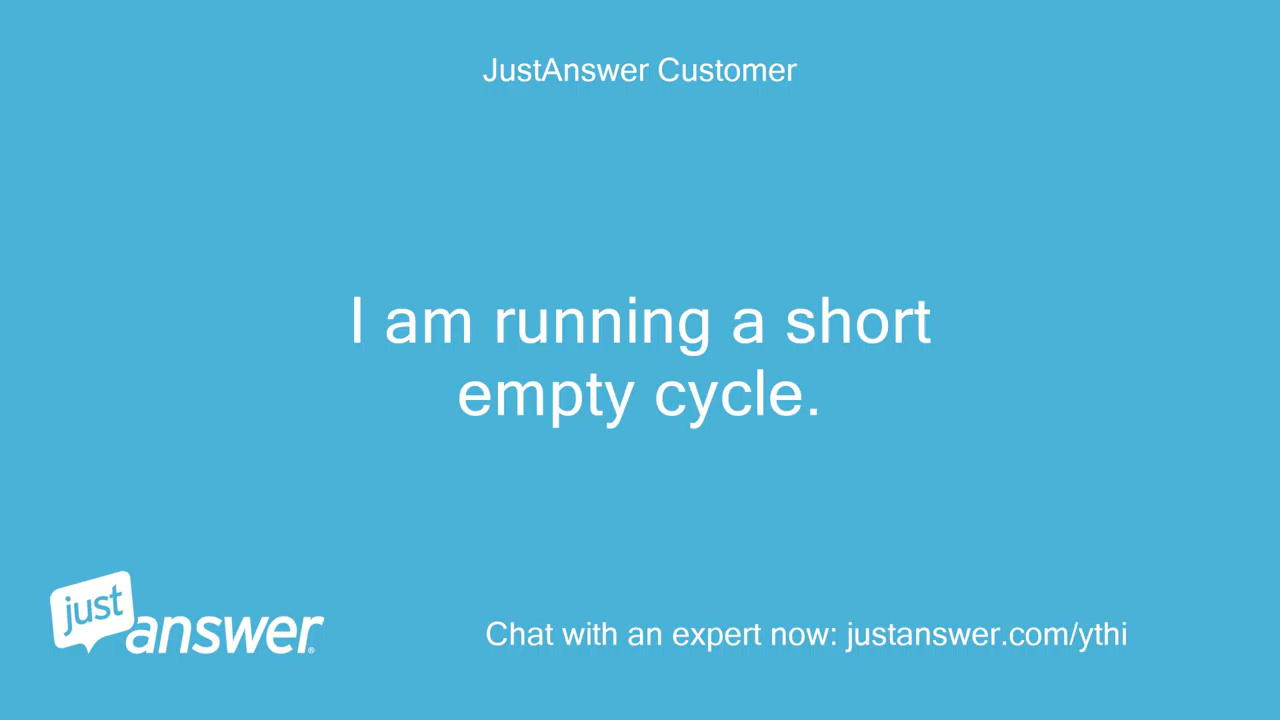 JustAnswer Customer
I am running a short
empty cycle.
just
answer®
Chat with an expert now: justanswer.com/ythi